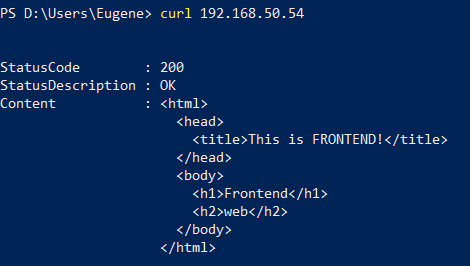 PS D:\Users\Eugene> curl 192.168.50.54
StatusCode        : 200
StatusDescription : OK
Content           : <html>
                      <head>
                        <title>This is FRONTEND!</title>
                      </head>
                      <body>
                        <h1>Frontend</h1>
                        <h2>web</h2>
                      </body>
                    </html>